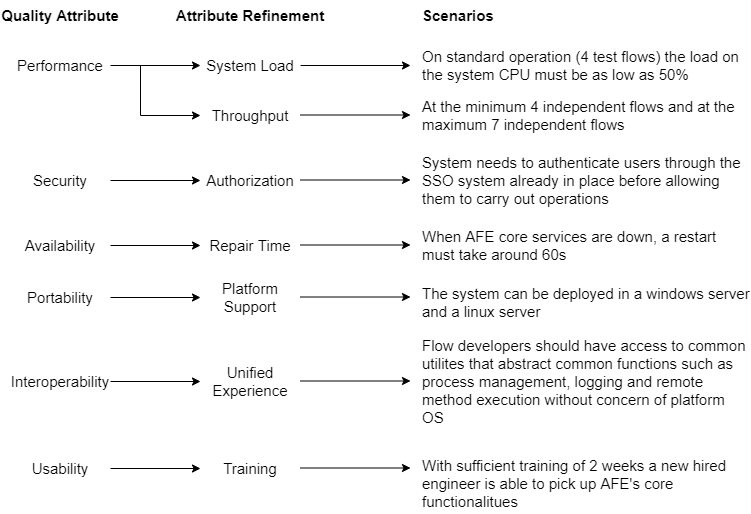 Quality Attribute
Attribute Refinement
Scenarios
Performance
System Load
On standard operation (4 test flows) the load on
the system CPU must be as low as 50%
Throughput
At the minimum 4 independent flows and at the
maximum 7 independent flows
Security
Authorization
System needs to authenticate users through the
SSO system already in place before allowing
them to carry out operations
Availability
Repair Time
When AFE core services are down, a restart
must take around 60s
Portability
Platform
Support
The system can be deployed in a windows server
and a linux server
Interoperability
Unified
Experience
Flow developers should have access to common
utilites that abstract common functions such as
process management, logging and remote
method execution without concern of platform
OS
Usability
Training
With sufficient training of 2 weeks a new hired
engineer is able to pick up AFE's core
functionalitues